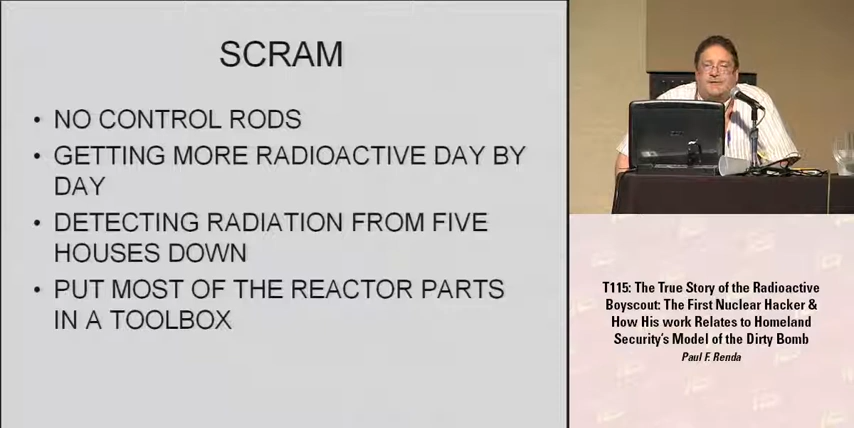 SCRAM
• NO CONTROL RODS
• GETTING MORE RADIOACTIVE DAY BY
DAY
• DETECTING RADIATION FROM FIVE
HOUSES DOWN
• PUT MOST OF THE REACTOR PARTS
IN A TOOLBOX
T115: The True Story of the Radioactive
Boyscout: The First Nuclear Hacker &
How His work Relates to Homeland
Security's Model of the Dirty Bomb
Paul F. Renda